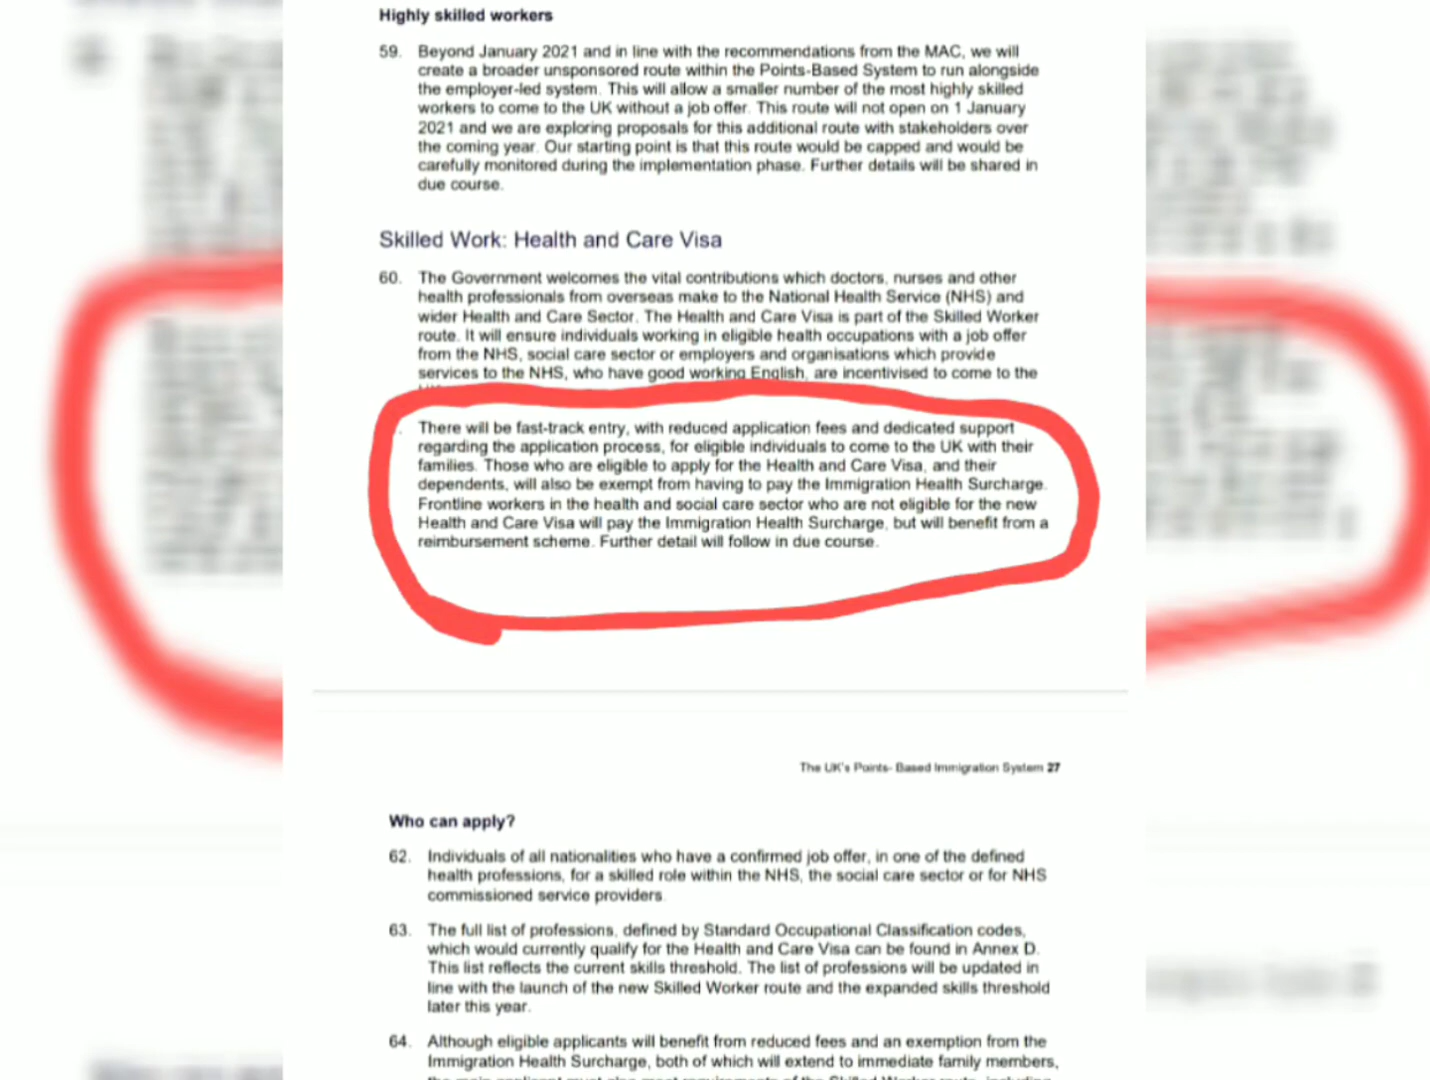 Highly skilled workers
59. Beyond January 2021 and in line with the recommendations from the MAC, we will
create a broader unsponsored route within the Points-Based System to run alongside
the employer-led system. This will allow a smaller number of the most highly skilled
workers to come to the UK without a job offer. This route will not open on 1 January
2021 and we are exploring proposals for this additional route with stakeholders over
the coming year. Our starting point is that this route would be capped and would be
carefully monitored during the implementation phase. Further details will be shared in
due course.
Skilled Work: Health and Care Visa
60. The Government welcomes the vital contributions which doctors, nurses and other
health professionals from overseas make to the National Health Service (NHS) and
wider Health and Care Sector. The Health and Care Visa is part of the Skilled Worker
route. It will ensure individuals working in eligible health occupations with a job offer
from the NHS, social care sector or employers and organisations which provide
services to the NHS, who have good working English, are incentivised to come to the
There will be fast-track entry, with reduced application fees and dedicated support
regarding the application process, for eligible individuals to come to the UK with their
families. Those who are eligible to apply for the Health and Care Visa, and their
dependents, will also be exempt from having to pay the Immigration Health Surcharge.
Frontline workers in the health and social care sector who are not eligible for the new
Health and Care Visa will pay the Immigration Health Surcharge, but will benefit from a
reimbursement scheme. Further detail will follow in due course.
The UK's Points- Based Immigration System 27
Who can apply?
62. Individuals of all nationalities who have a confirmed job offer, in one of the defined
health professions, for a skilled role within the NHS, the social care sector or for NHS
commissioned service providers.
63. The full list of professions, defined by Standard Occupational Classification codes,
which would currently qualify for the Health and Care Visa can be found in Annex D.
This list reflects the current skills threshold. The list of professions will be updated in
line with the launch of the new Skilled Worker route and the expanded skills threshold
later this year.
64. Although eligible applicants will benefit from reduced fees and an exemption from the
Immigration Health Surcharge, both of which will extend to immediate family members,